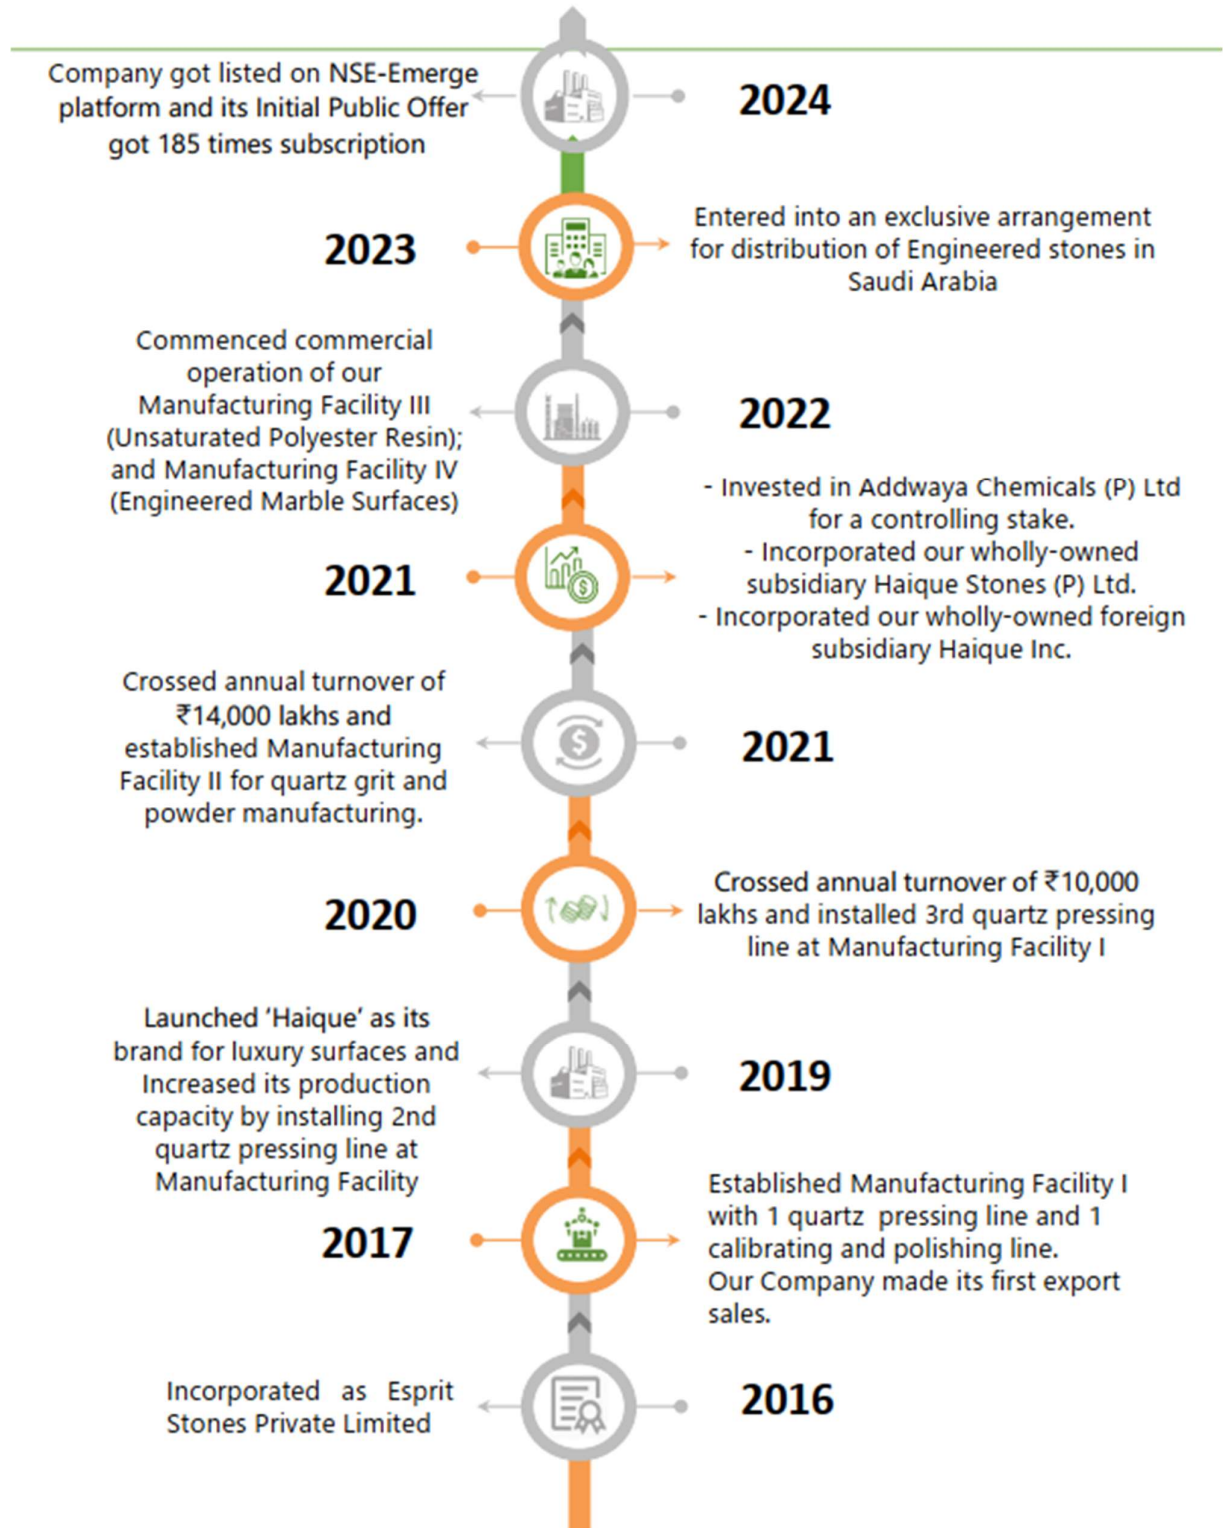 Company got listed on NSE-Emerge
platform and its Initial Public Offer
got 185 times subscription
2024
2023
Entered into an exclusive arrangement
for distribution of Engineered stones in
Saudi Arabia
Commenced commercial
operation of our
Manufacturing Facility III
(Unsaturated Polyester Resin);
and Manufacturing Facility IV
(Engineered Marble Surfaces)
2022
2021
- Invested in Addwaya Chemicals (P) Ltd
for a controlling stake.
- Incorporated our wholly-owned
subsidiary Haique Stones (P) Ltd.
- Incorporated our wholly-owned foreign
subsidiary Haique Inc.
Crossed annual turnover of
₹14,000 lakhs and
established Manufacturing
Facility II for quartz grit and
powder manufacturing.
2021
2020
Crossed annual turnover of ₹10,000
lakhs and installed 3rd quartz pressing
line at Manufacturing Facility I
Launched ‘Haique’ as its
brand for luxury surfaces and
Increased its production
capacity by installing 2nd
quartz pressing line at
Manufacturing Facility
2019
2017
Established Manufacturing Facility I
with 1 quartz pressing line and 1
calibrating and polishing line.
Our Company made its first export
sales.
Incorporated as Esprit
Stones Private Limited
2016